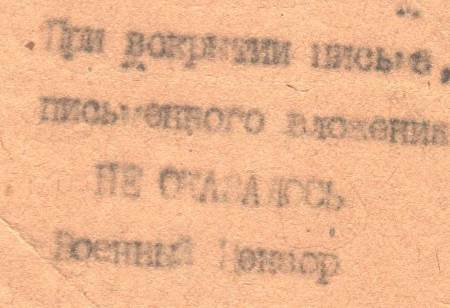 При вскрытии письма,
письменного вложения
НЕ ОКАЗАЛОСЬ
Военный Цензор